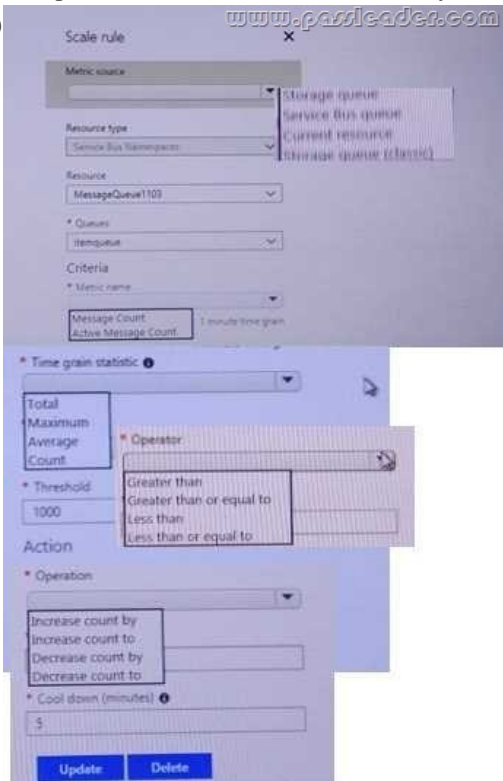 www.passleader.com
Scale rule
Metric source
Storage queue
Service Bus queue
Current resource
Storage queue (classic)
Resource type
Service Bus Namespaces
Resource
MessageQueue1103
* Queues
itemqueue
Criteria
* Metric name
Message Count
1 minute time grain
Active Message Count
* Time grain statistic
Total
Maximum
Average
Count
* Operator
Greater than
Greater than or equal to
Less than
Less than or equal to
* Threshold
1000
Action
* Operation
Increase count by
Increase count to
Decrease count by
Decrease count to
* Cool down (minutes)
5
Update Delete